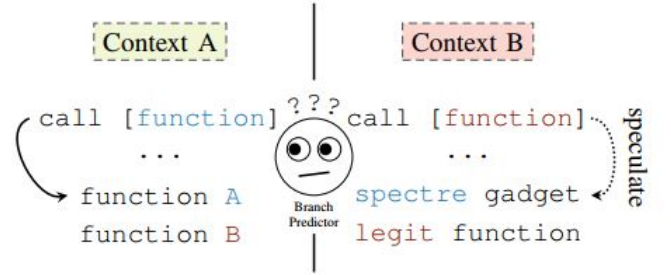 Context A
Context B
???
call [function]
call [function]
...
...
speculate
function A
spectre gadget
Branch
Predictor
function B
legit function